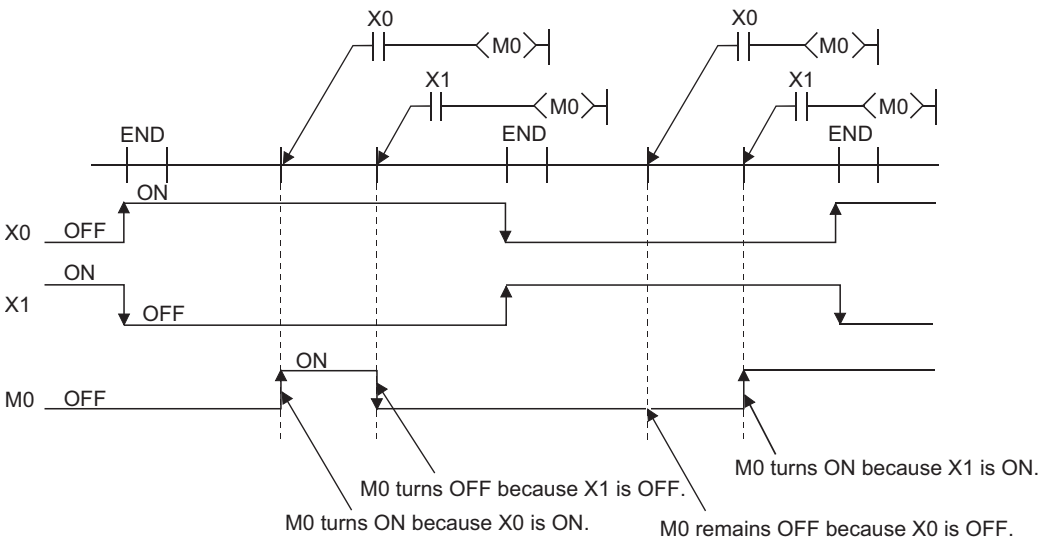 X0
X0
M0
M0
X1
X1
M0
M0
END
END
END
ON
X0 OFF
ON
X1
OFF
ON
M0 OFF
M0 turns ON because X1 is ON.
M0 turns OFF because X1 is OFF.
M0 turns ON because X0 is ON.
M0 remains OFF because X0 is OFF.